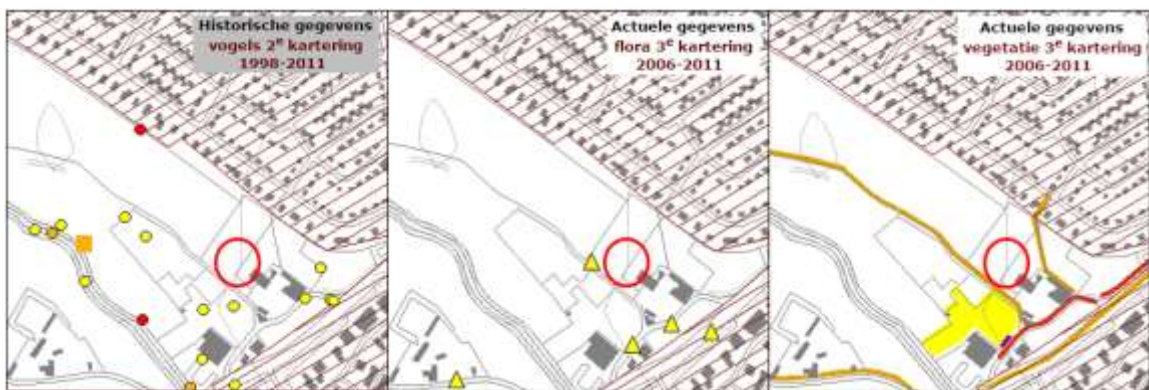 Historische gegevens
vogels 2e kartering
1998-2011
Actuele gegevens
flora 3e kartering
2006-2011
Actuele gegevens
vegetatie 3e kartering
2006-2011